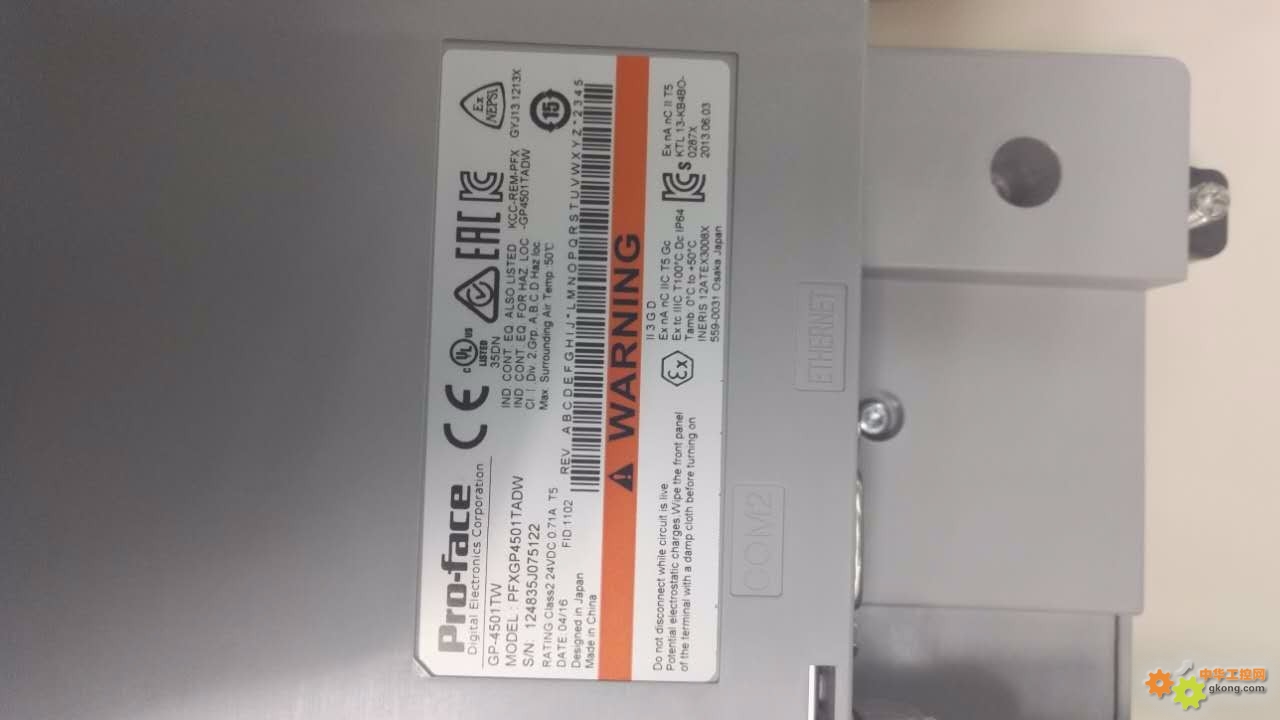 Pro-face
Digital Electronics Corporation
GP-4501TW
MODEL : PFXGP4501TADW
S/N. 124835J075122
RATING Class2 24VDC 0.71A T5
DATE 04/16
FID:1102
Designed in Japan
Made in China
CE
c UL us
LISTED
35DN
EAC
Ex
NEPSI
IND CONT EQ ALSO LISTED
IND CONT EQ FOR HAZ LOC
Cl. I. Div. 2.Grp. A,B,C,D Haz loc
Max. Surrounding Air Temp. 50℃
KCC-REM-PFX
-GP4501TADW
GYJ13.1213X
15
REV. A B C D E F G H I J * L M N O P Q R S T U V W X Y Z * 2 3 4 5
WARNING
Do not disconnect while circuit is live
Potential electrostatic charges.Wipe the front panel
of the terminal with a damp cloth before turning on
Ex
II 3 G D
Ex nA nC IIC T5 Gc
Ex tc IIIC T100°C Dc IP64
Tamb. 0°C to +50°C
INERIS 12ATEX3008X
559-0031 Osaka Japan
KCs
Ex nA nC II T5
KTL 13-KB4BO-
0287X
2013.06.03
COM2
ETHERNET
中华工控网
gkong.com